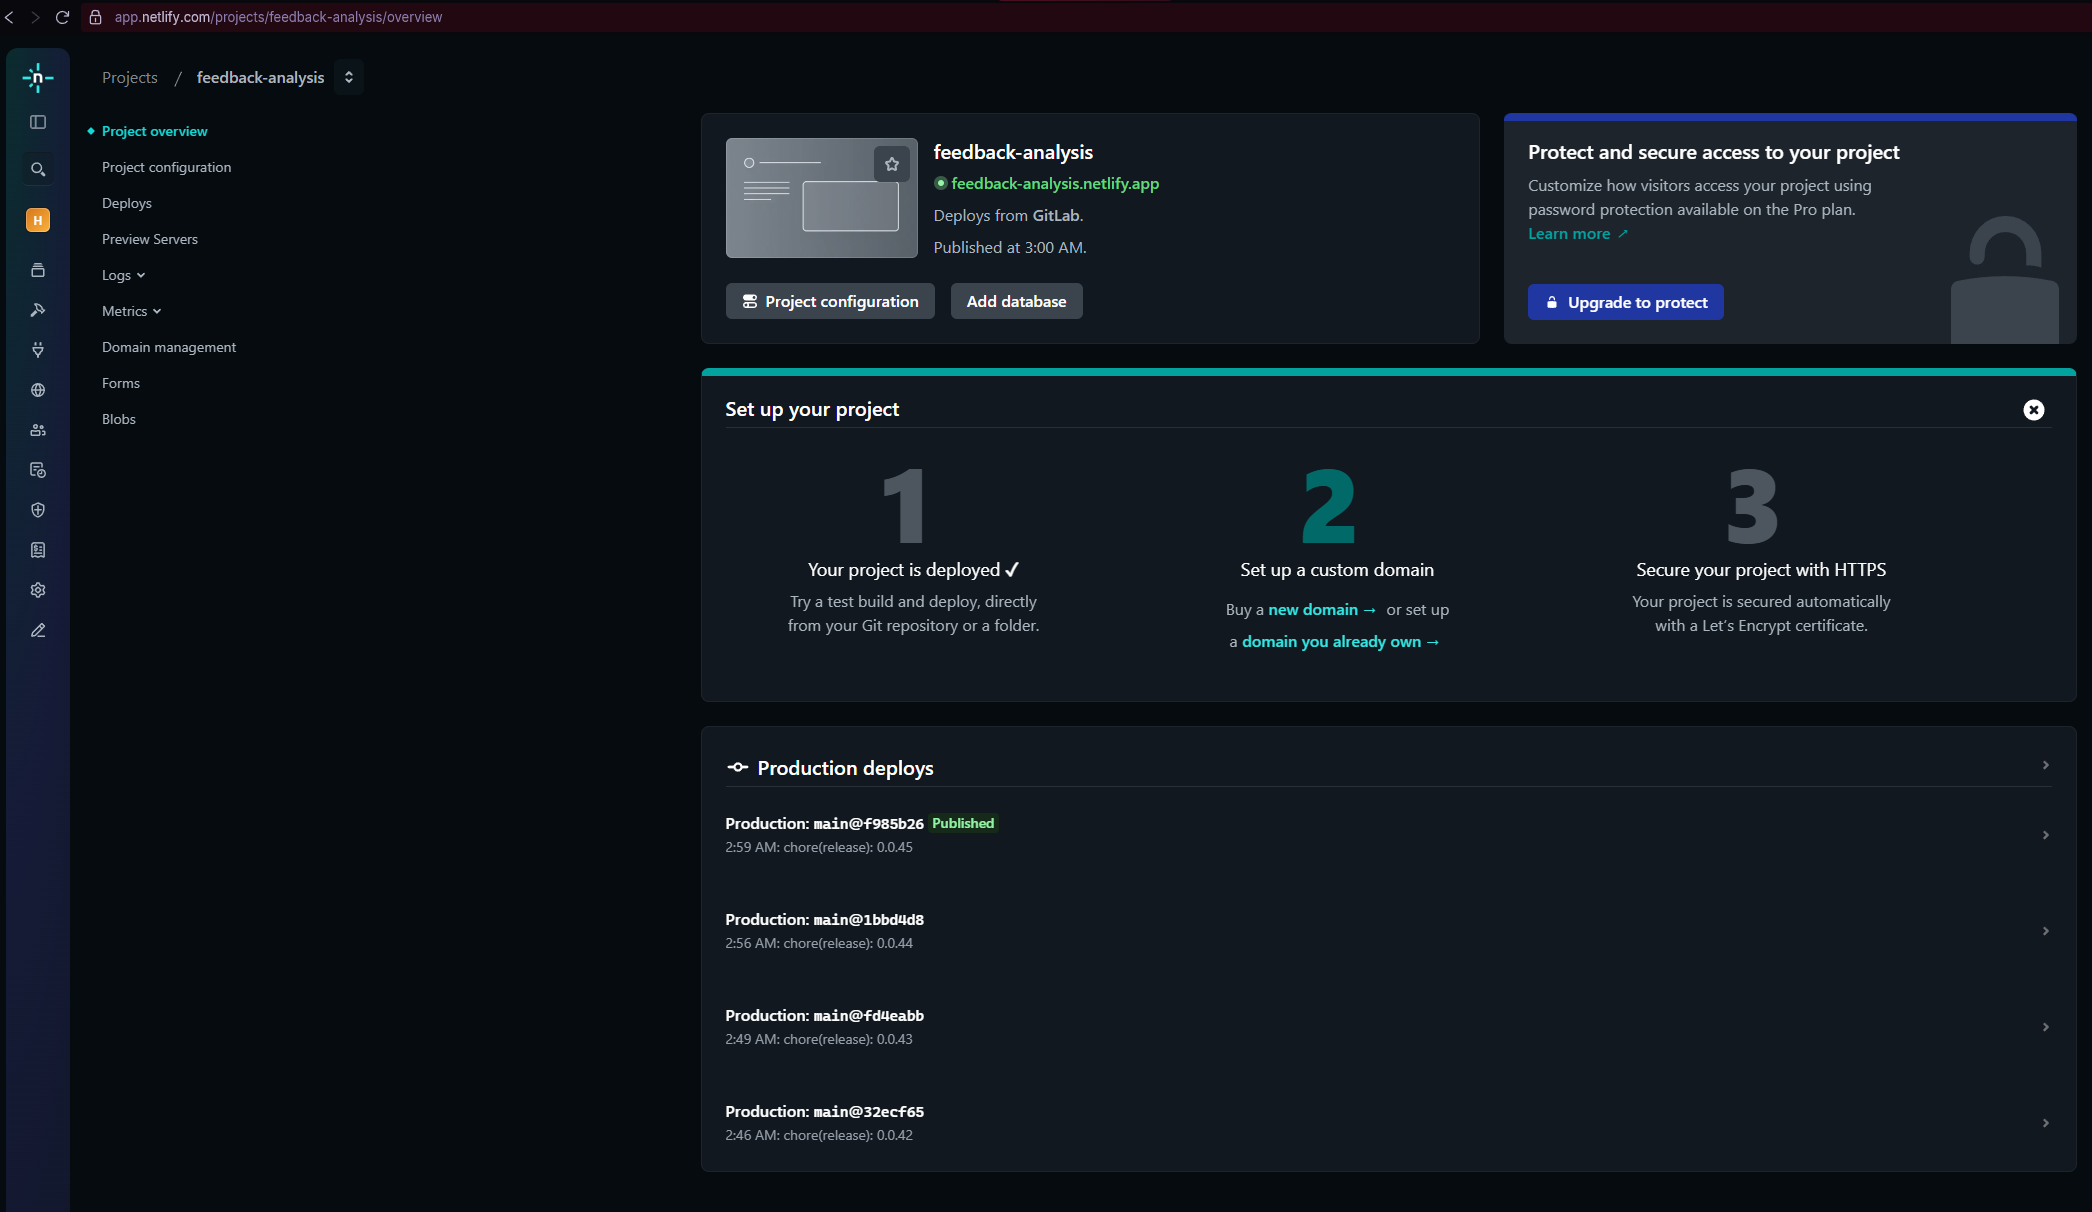 app.netlify.com/projects/feedback-analysis/overview
Projects / feedback-analysis
H
Project overview
Project configuration
Deploys
Preview Servers
Logs
Metrics
Domain management
Forms
Blobs
feedback-analysis
feedback-analysis.netlify.app
Deploys from GitLab.
Published at 3:00 AM.
Project configuration
Add database
Protect and secure access to your project
Customize how visitors access your project using
password protection available on the Pro plan.
Learn more ↗
Upgrade to protect
Set up your project
1
Your project is deployed ✓
Try a test build and deploy, directly
from your Git repository or a folder.
2
Set up a custom domain
Buy a new domain → or set up
a domain you already own →
3
Secure your project with HTTPS
Your project is secured automatically
with a Let’s Encrypt certificate.
Production deploys
Production: main@f985b26 Published
2:59 AM: chore(release): 0.0.45
Production: main@1bbd4d8
2:56 AM: chore(release): 0.0.44
Production: main@fd4eabb
2:49 AM: chore(release): 0.0.43
Production: main@32ecf65
2:46 AM: chore(release): 0.0.42